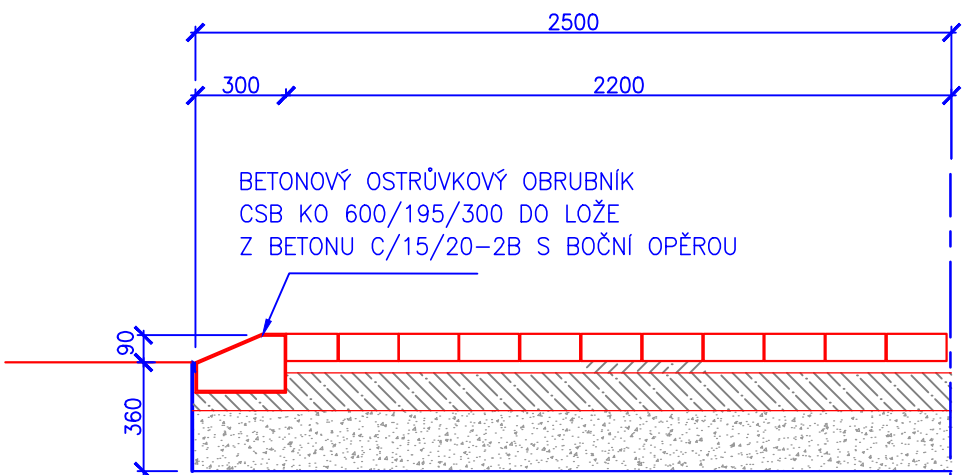 2500
300
2200
BETONOVÝ OSTRŮVKOVÝ OBRUBNÍK
CSB KO 600/195/300 DO LOŽE
Z BETONU C/15/20-2B S BOČNÍ OPĚROU
90
360